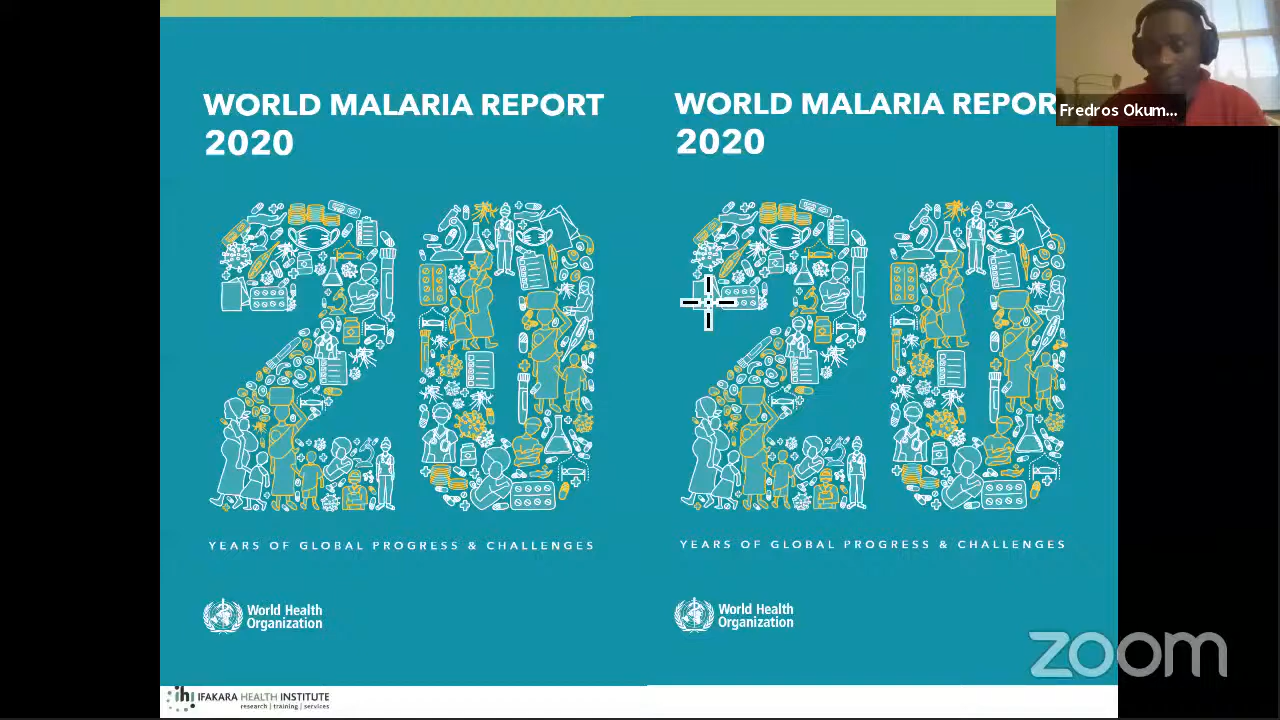 WORLD MALARIA REPORT
2020
YEARS OF GLOBAL PROGRESS & CHALLENGES
World Health
Organization
WORLD MALARIA REPOR
2020
YEARS OF GLOBAL PROGRESS & CHALLENGES
World Health
Organization
Fredros Okum...
zoom
ihi IFAKARA HEALTH INSTITUTE
research | training | services